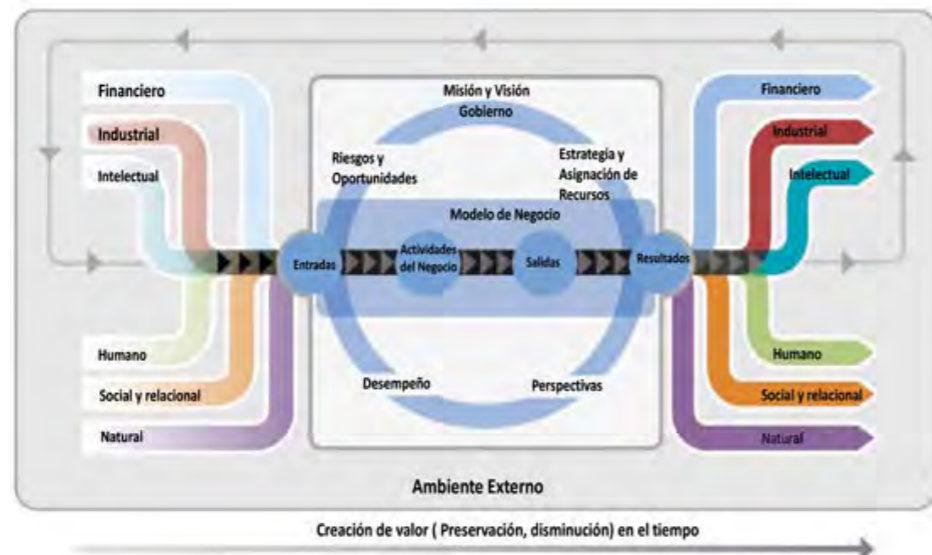 Financiero
Industrial
Intelectual
Humano
Social y relacional
Natural
Misión y Visión
Gobierno
Riesgos y
Oportunidades
Estrategia y
Asignación de
Recursos
Modelo de Negocio
Entradas
Actividades
del Negocio
Salidas
Resultados
Desempeño
Perspectivas
Financiero
Industrial
Intelectual
Humano
Social y relacional
Natural
Ambiente Externo
Creación de valor ( Preservación, disminución) en el tiempo